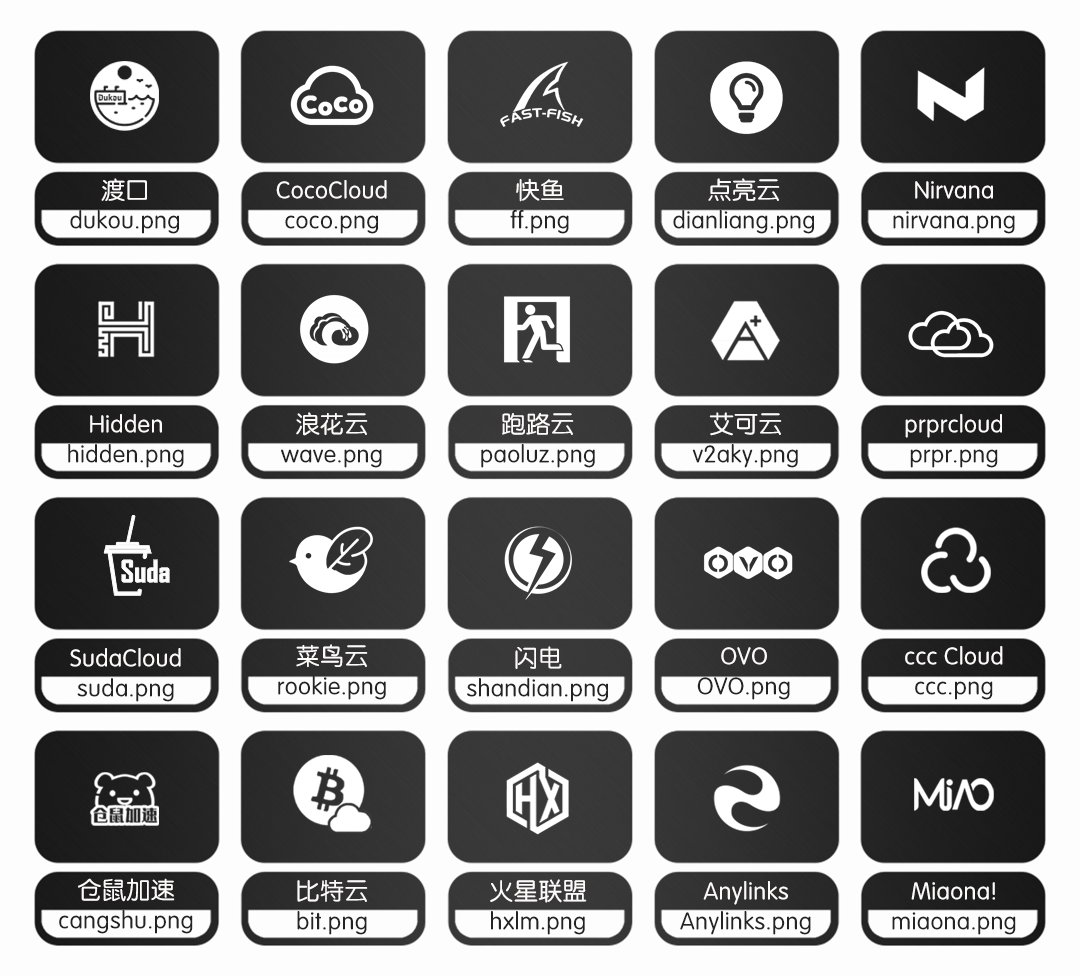 Dukou
CoCo
FAST-FISH
渡口
dukou.png
CocoCloud
coco.png
快鱼
ff.png
点亮云
dianliang.png
Nirvana
nirvana.png
Hidden
hidden.png
浪花云
wave.png
跑路云
paoluz.png
艾可云
v2aky.png
prprcloud
prpr.png
Suda
OVO
SudaCloud
suda.png
菜鸟云
rookie.png
闪电
shandian.png
OVO
OVO.png
ccc Cloud
ccc.png
仓鼠加速
HX
MiAO
仓鼠加速
cangshu.png
比特云
bit.png
火星联盟
hxlm.png
Anylinks
Anylinks.png
Miaona!
miaona.png